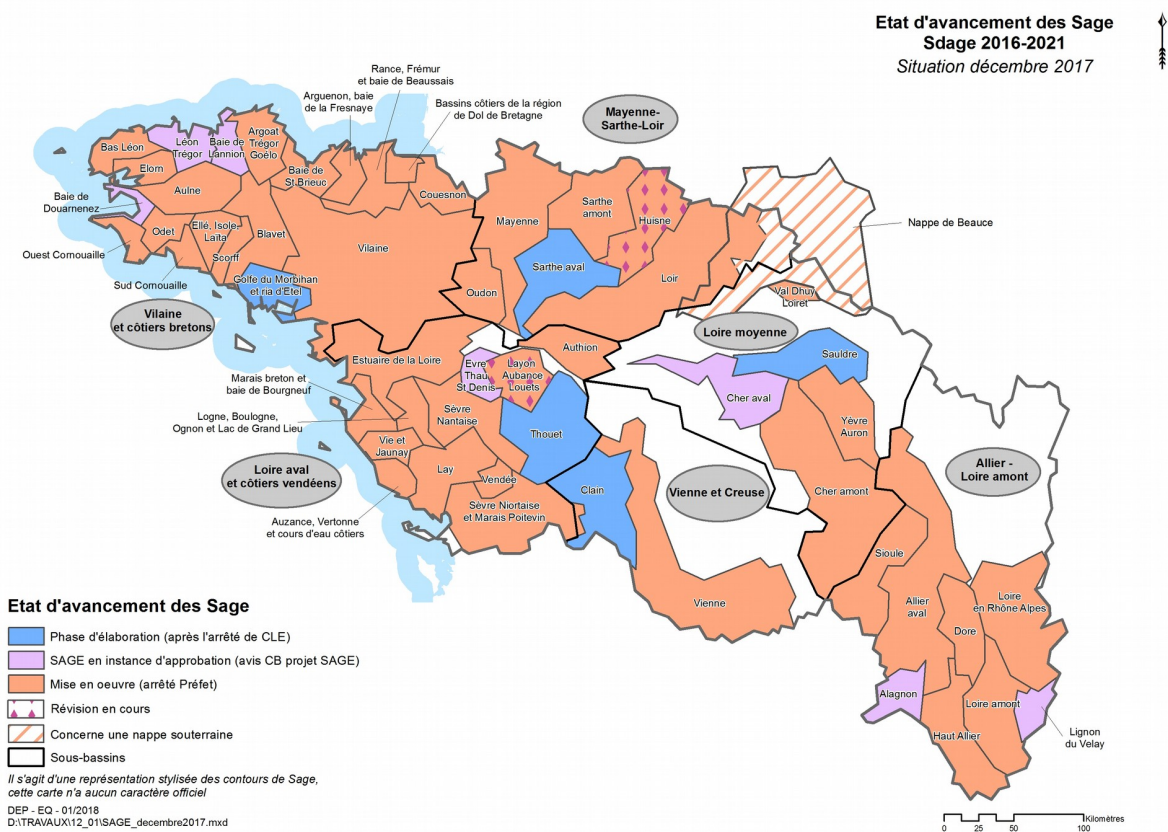 Etat d'avancement des Sage
Sdage 2016-2021
Situation décembre 2017
Rance, Frémur
et baie de Beaussais
Arguenon, baie
de la Fresnaye
Bassins côtiers de la région
de Dol de Bretagne
Mayenne-
Sarthe-Loir
Bas Léon
Léon
Trégor
Baie de
Lannion
Argoat
Trégor
Goëlo
Elorn
Baie de
St Brieuc
Aulne
Couesnon
Baie de
Douarnenez
Odet
Ellé, Isole-
Laïta
Blavet
Scorff
Vilaine
Mayenne
Sarthe
amont
Huisne
Nappe de Beauce
Ouest Cornouaille
Sud Cornouaille
Golfe du Morbihan
et ria d'Etel
Sarthe aval
Loir
Oudon
Val Dhuy
Loiret
Vilaine
et côtiers bretons
Loire moyenne
Estuaire de la Loire
Authion
Sauldre
Evre
Thau
St Denis
Layon
Aubance
Louets
Marais breton et
baie de Bourgneuf
Cher aval
Logne, Boulogne,
Ognon et Lac de Grand Lieu
Sèvre
Nantaise
Thouet
Yèvre
Auron
Vie et
Jaunay
Loire aval
et côtiers vendéens
Lay
Vendée
Clain
Vienne et Creuse
Cher amont
Allier -
Loire amont
Auzance, Vertonne
et cours d'eau côtiers
Sèvre Niortaise
et Marais Poitevin
Sioule
Vienne
Allier
aval
Dore
Loire
en Rhône Alpes
Alagnon
Loire amont
Haut Allier
Lignon
du Velay
Etat d'avancement des Sage
Phase d'élaboration (après l'arrêté de CLE)
SAGE en instance d'approbation (avis CB projet SAGE)
Mise en oeuvre (arrêté Préfet)
Révision en cours
Concerne une nappe souterraine
Sous-bassins
Il s'agit d'une représentation stylisée des contours de Sage,
cette carte n'a aucun caractère officiel
DEP - EQ - 01/2018
D:\TRAVAUX\12_01\SAGE_decembre2017.mxd
Kilomètres
0 25 50 100